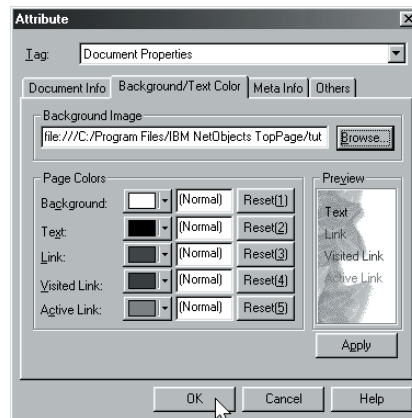 Attribute
Tag: Document Properties
Document Info Background/Text Color Meta Info Others
Background Image
file:///C:/Program Files/IBM NetObjects TopPage/tut Browse...
Page Colors
Background: (Normal) Reset(1)
Text: (Normal) Reset(2)
Link: (Normal) Reset(3)
Visited Link: (Normal) Reset(4)
Active Link: (Normal) Reset(5)
Preview
Text
Link
Visited Link
Active Link
Apply
OK Cancel Help